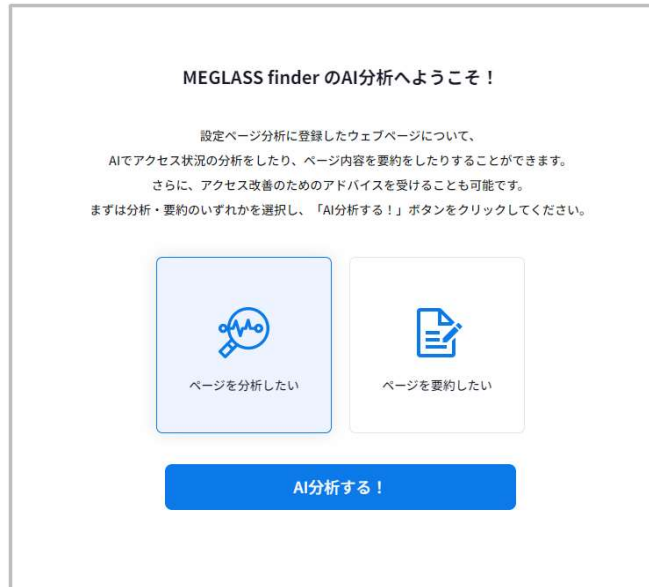 MEGLASS finder のAI分析へようこそ！
設定ページ分析に登録したウェブページについて、
AIでアクセス状況の分析をしたり、ページ内容を要約をしたりすることができます。
さらに、アクセス改善のためのアドバイスを受けることも可能です。
まずは分析・要約のいずれかを選択し、「AI分析する！」ボタンをクリックしてください。
ページを分析したい
ページを要約したい
AI分析する！